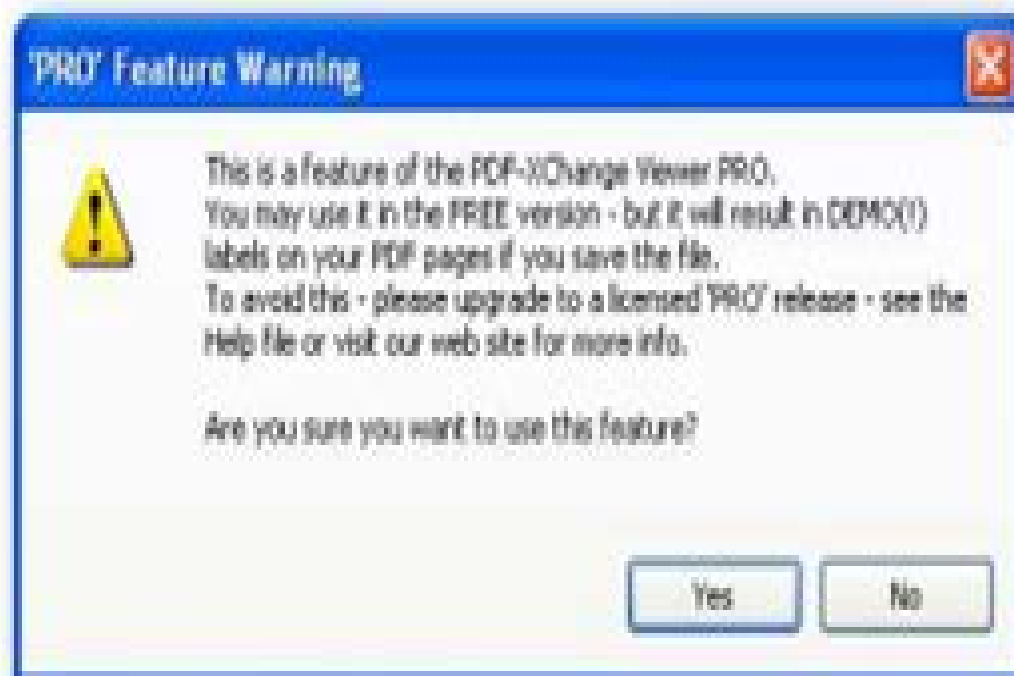 'PRO' Feature Warning
This is a feature of the PDF-XChange Viewer PRO.
You may use it in the FREE version - but it will result in DEMO(!)
labels on your PDF pages if you save the file.
To avoid this - please upgrade to a licensed 'PRO' release - see the
Help file or visit our web site for more info.
Are you sure you want to use this feature?
Yes No